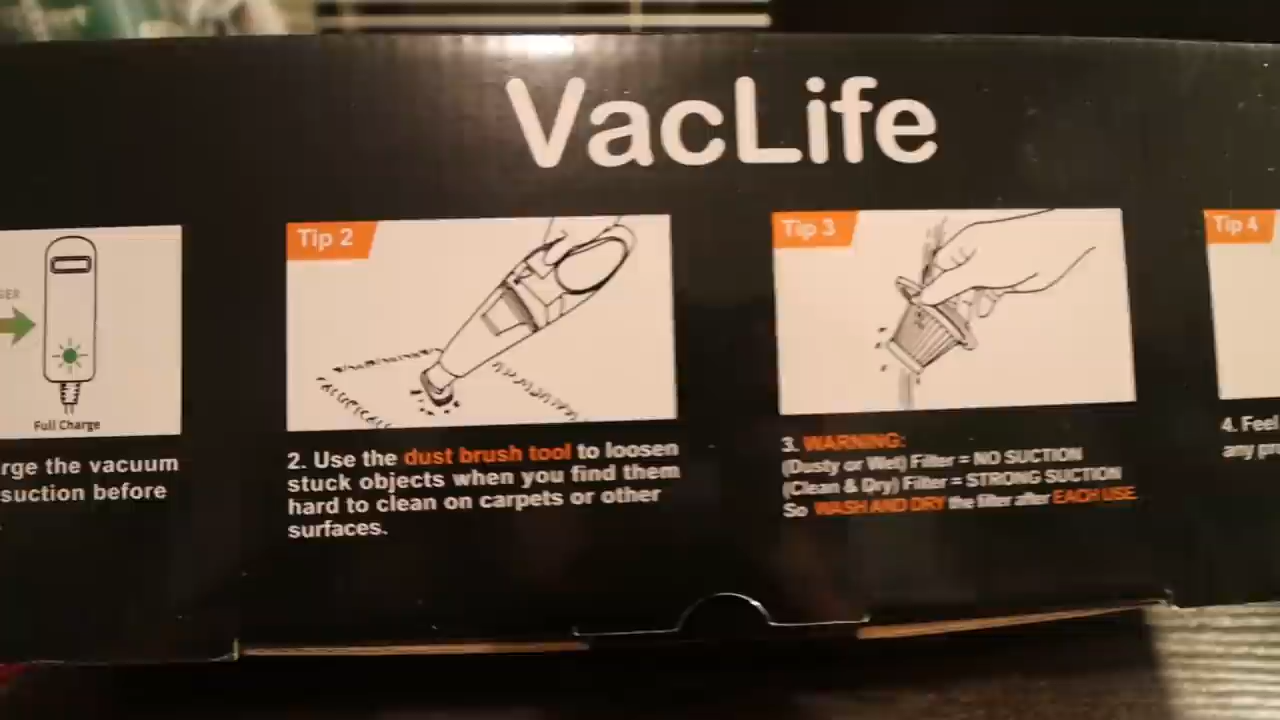 VacLife
Full Charge
rge the vacuum
suction before
Tip 2
2. Use the dust brush tool to loosen
stuck objects when you find them
hard to clean on carpets or other
surfaces.
Tip 3
3. WARNING:
(Dusty or Wet) Filter = NO SUCTION
(Clean & Dry) Filter = STRONG SUCTION
So WASH AND DRY the filter after EACH USE
Tip 4
4. Feel
any